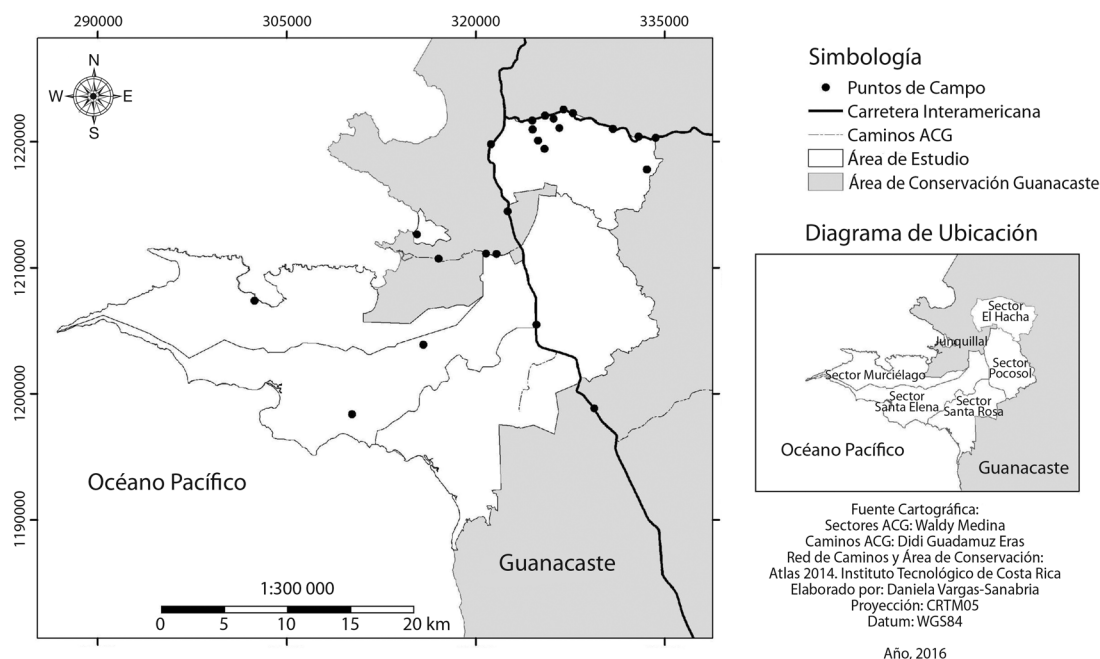 290000
305000
320000
335000
1220000
1210000
1200000
1190000
N
W
E
S
Océano Pacífico
Guanacaste
1:300 000
0 5 10 15 20 km
Simbología
Puntos de Campo
Carretera Interamericana
Caminos ACG
Área de Estudio
Área de Conservación Guanacaste
Diagrama de Ubicación
Sector
El Hacha
Junquillal
Sector
Pocosol
Sector Murciélago
Sector
Santa Elena
Sector
Santa Rosa
Océano Pacífico
Guanacaste
Fuente Cartográfica:
Sectores ACG: Waldy Medina
Caminos ACG: Didi Guadamuz Eras
Red de Caminos y Área de Conservación:
Atlas 2014. Instituto Tecnológico de Costa Rica
Elaborado por: Daniela Vargas-Sanabria
Proyección: CRTM05
Datum: WGS84
Año, 2016